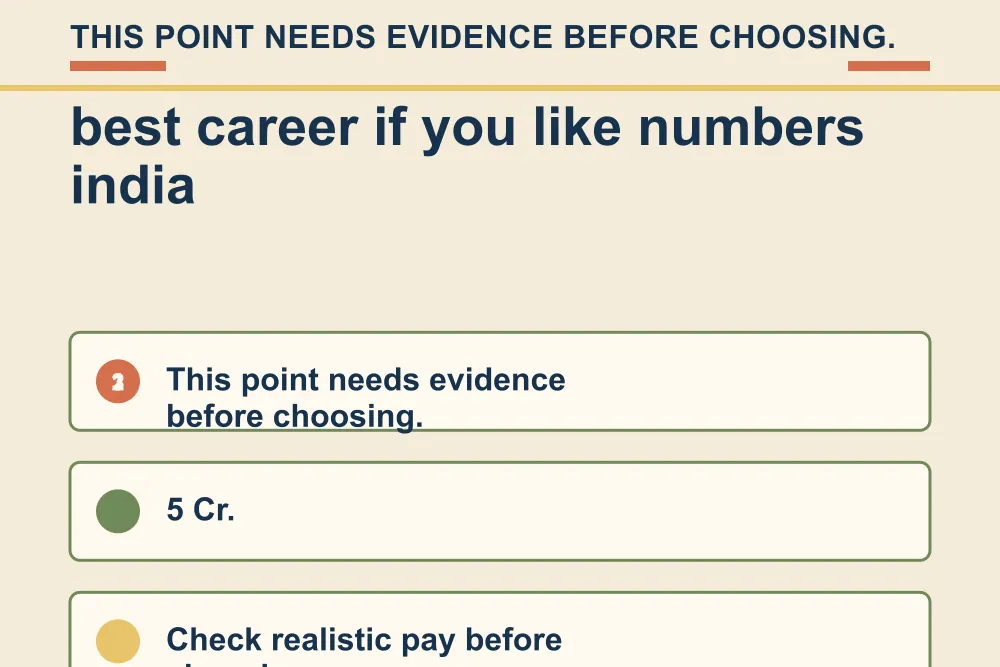 THIS POINT NEEDS EVIDENCE BEFORE CHOOSING.
best career if you like numbers
india
This point needs evidence
before choosing.
5 Cr.
Check realistic pay before